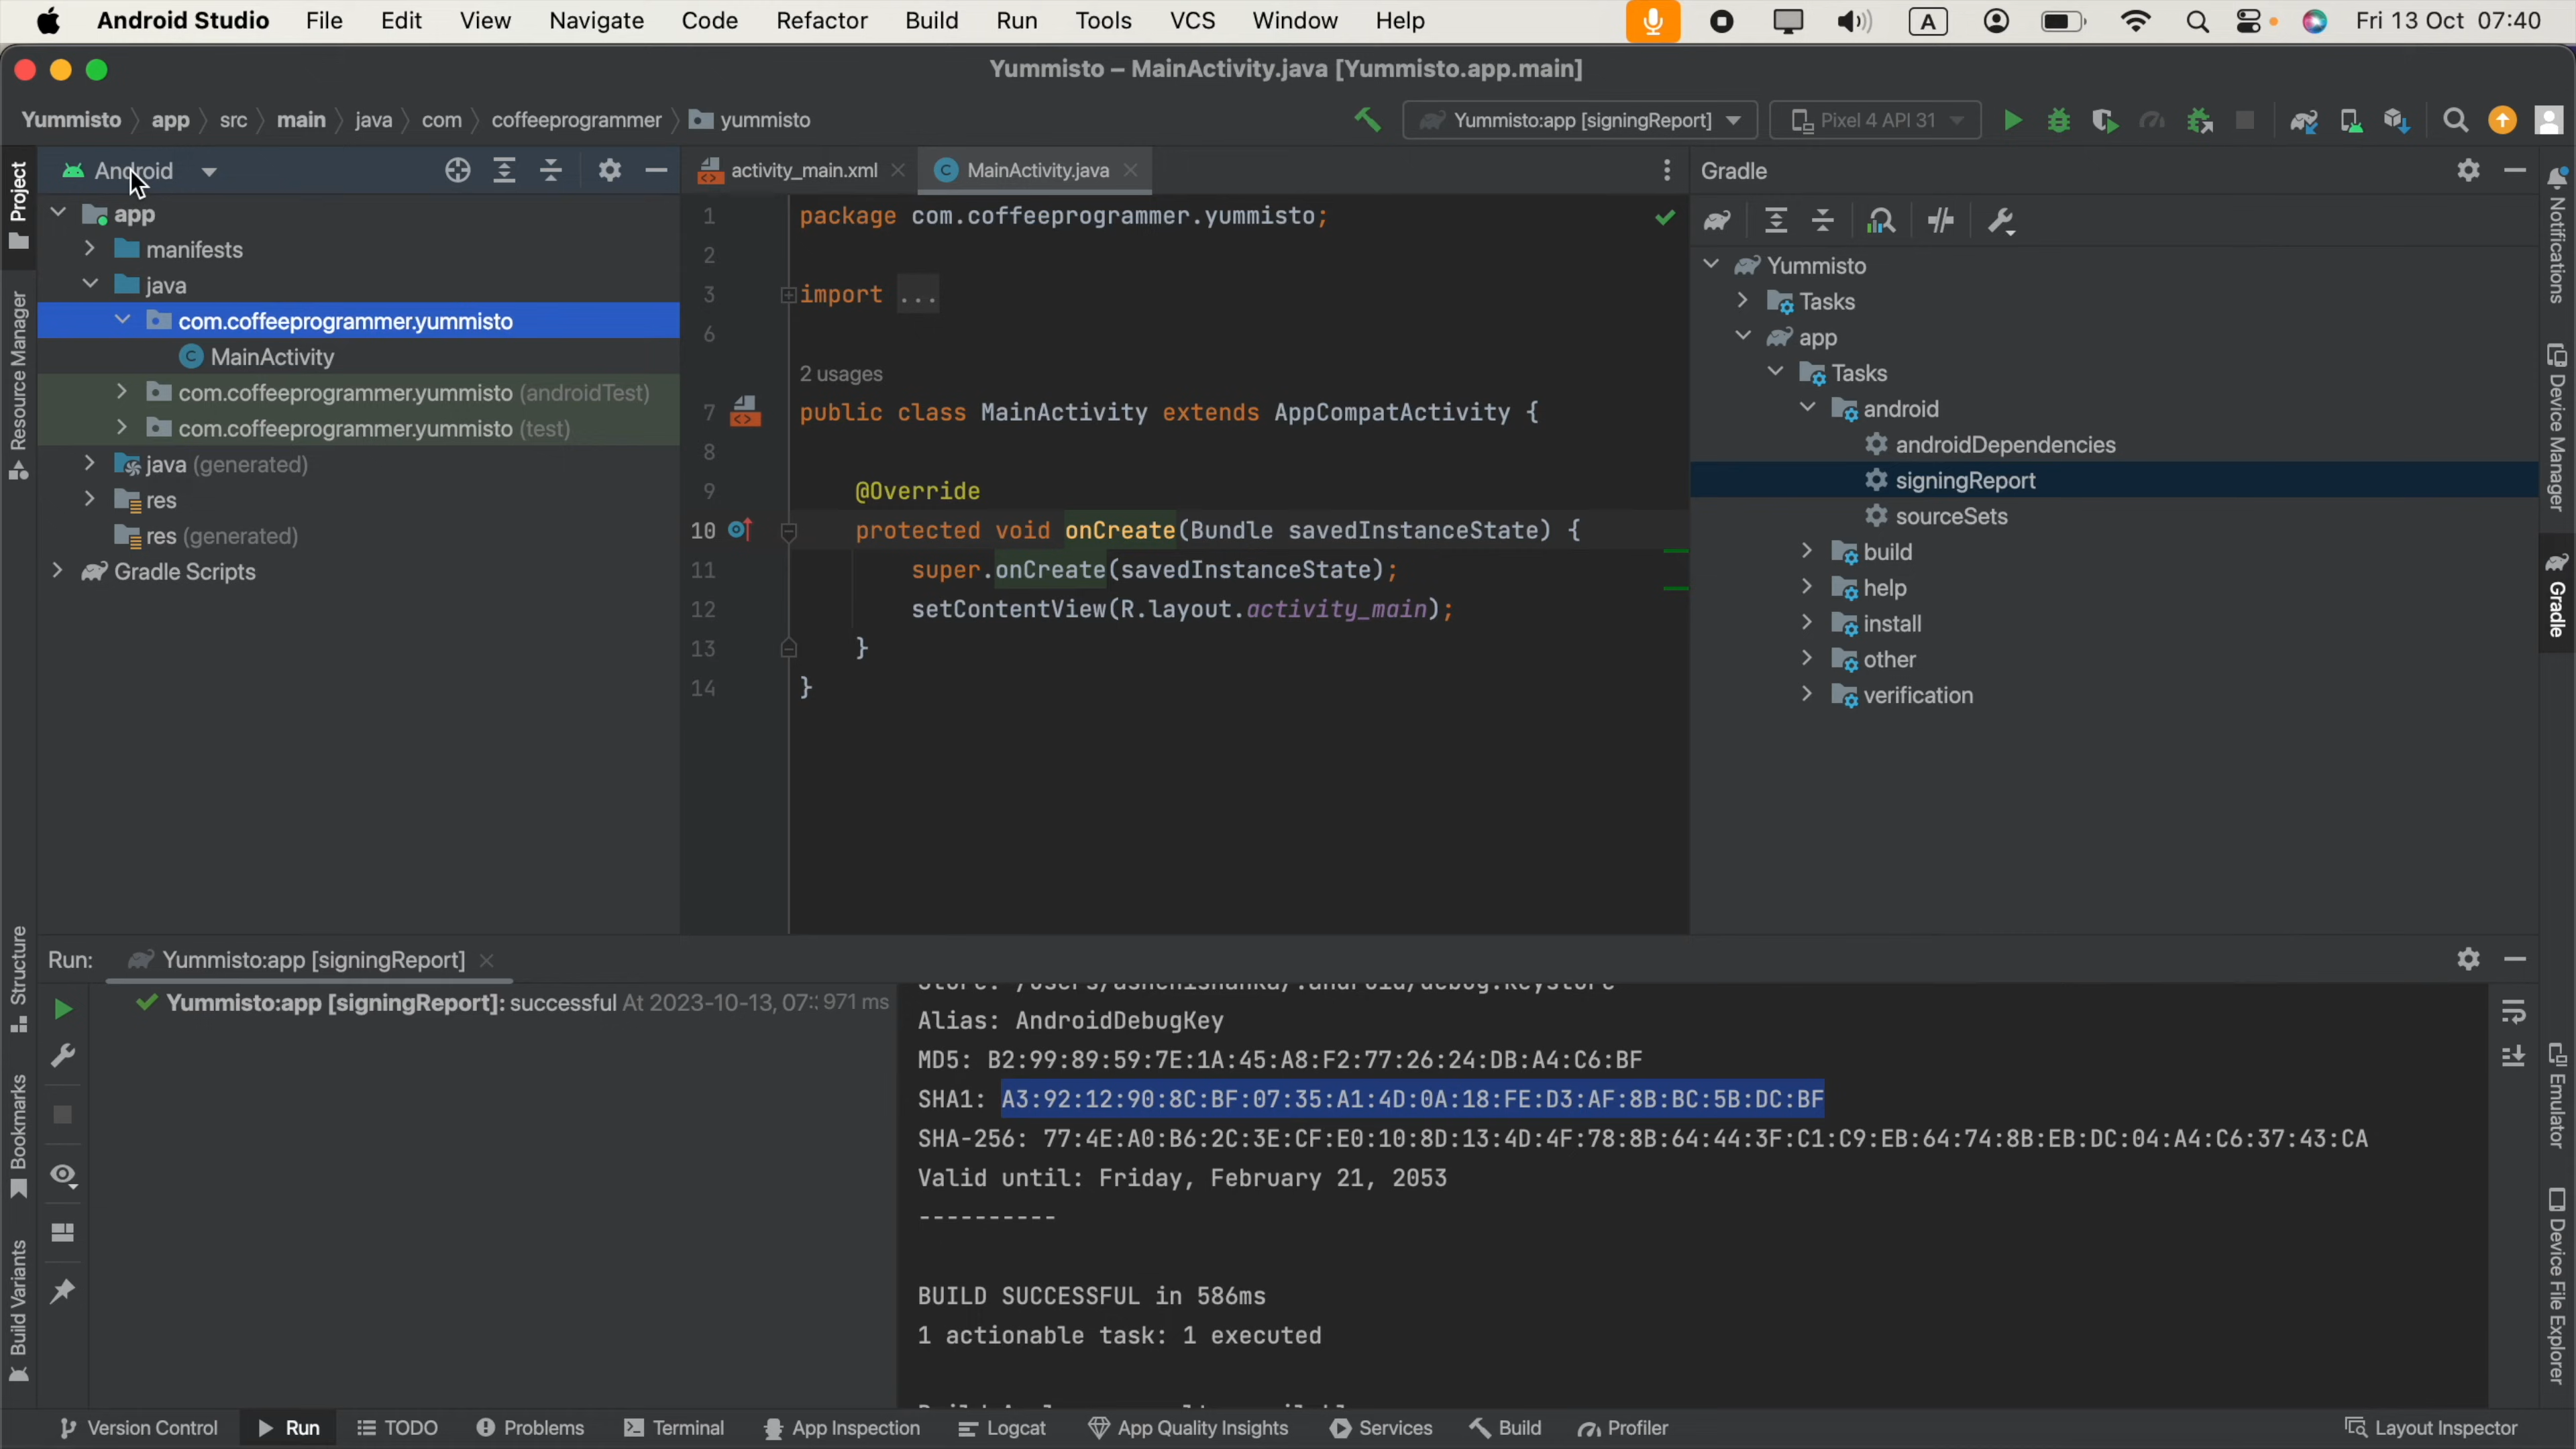 Android Studio File Edit View Navigate Code Refactor Build Run Tools VCS Window Help A Fri 13 Oct 07:40
Yummisto – MainActivity.java [Yummisto.app.main]
Yummisto app src main java com coffeeprogrammer yummisto Yummisto:app [signingReport] Pixel 4 API 31
Project
Resource Manager
Structure
Bookmarks
Build Variants
Android
app
manifests
java
com.coffeeprogrammer.yummisto
MainActivity
com.coffeeprogrammer.yummisto (androidTest)
com.coffeeprogrammer.yummisto (test)
java (generated)
res
res (generated)
Gradle Scripts
activity_main.xml MainActivity.java
1 package com.coffeeprogrammer.yummisto;
2
3 import ...
6
2 usages
7 public class MainActivity extends AppCompatActivity {
8
9 @Override
10 protected void onCreate(Bundle savedInstanceState) {
11 super.onCreate(savedInstanceState);
12 setContentView(R.layout.activity_main);
13 }
14 }
Gradle
Yummisto
Tasks
app
Tasks
android
androidDependencies
signingReport
sourceSets
build
help
install
other
verification
Notifications
Device Manager
Gradle
Emulator
Device File Explorer
Run: Yummisto:app [signingReport]
Yummisto:app [signingReport]: successful At 2023-10-13, 07:: 971 ms
Alias: AndroidDebugKey
MD5: B2:99:89:59:7E:1A:45:A8:F2:77:26:24:DB:A4:C6:BF
SHA1: A3:92:12:90:8C:BF:07:35:A1:4D:0A:18:FE:D3:AF:8B:BC:5B:DC:BF
SHA-256: 77:4E:A0:B6:2C:3E:CF:E0:10:8D:13:4D:4F:78:8B:64:44:3F:C1:C9:EB:64:74:8B:EB:DC:04:A4:C6:37:43:CA
Valid until: Friday, February 21, 2053
----------
BUILD SUCCESSFUL in 586ms
1 actionable task: 1 executed
Version Control Run TODO Problems Terminal App Inspection Logcat App Quality Insights Services Build Profiler Layout Inspector